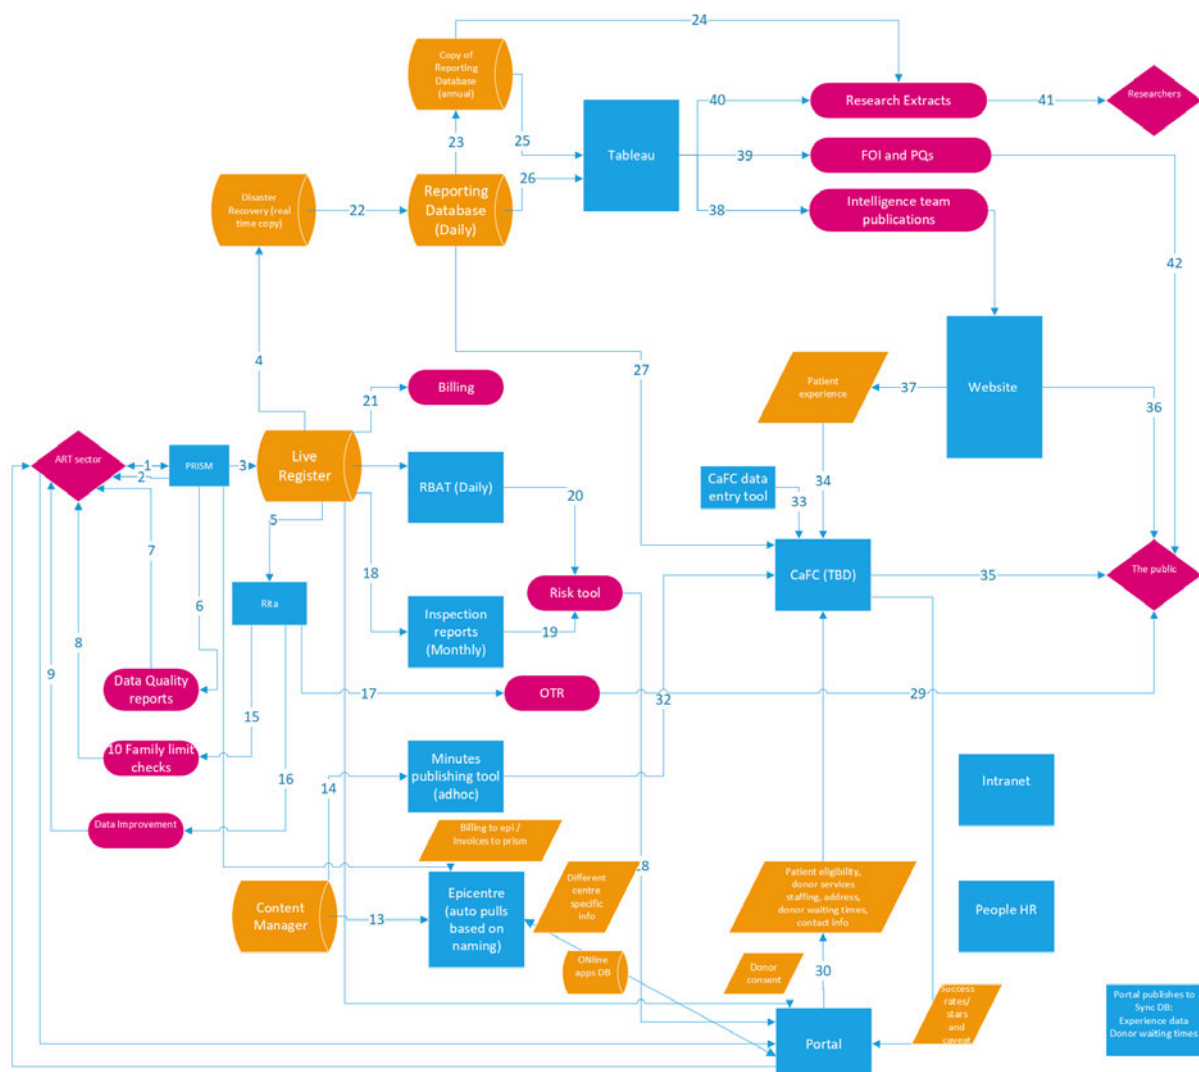 24
Copy of
Reporting
Database
(annual)
40
Research Extracts
41
Researchers
23
25
Tableau
39
FOI and PQs
26
Disaster
Recovery (real
time copy)
22
Reporting
Database
(Daily)
38
Intelligence team
publications
42
4
27
Patient
experience
37
Website
36
21
Billing
ART sector
1
2
PRISM
3
Live
Register
RBAT (Daily)
20
CaFC data
entry tool
33
34
5
7
18
6
Rita
Inspection
reports
(Monthly)
19
Risk tool
CaFC (TBD)
35
The public
8
9
Data Quality
reports
15
17
OTR
32
29
10 Family limit
checks
16
14
Minutes
publishing tool
(adhoc)
Intranet
Data Improvement
Billing to epi /
Invoices to prism
28
Different
centre
specific
info
Patient eligibility,
donor services
staffing, address,
donor waiting times,
contact info
Content
Manager
13
Epicentre
(auto pulls
based on
naming)
People HR
ONline
apps DB
Donor
consent
30
Success
rates/
stars
and
caveat
Portal
Portal publishes to
Sync DB:
Experience data
Donor waiting times